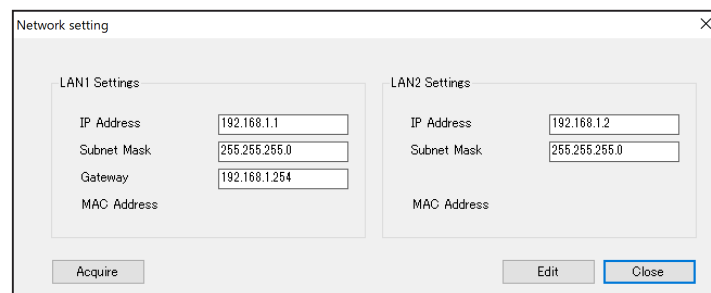 Network setting
LAN1 Settings
IP Address 192.168.1.1
Subnet Mask 255.255.255.0
Gateway 192.168.1.254
MAC Address
LAN2 Settings
IP Address 192.168.1.2
Subnet Mask 255.255.255.0
MAC Address
Acquire
Edit
Close